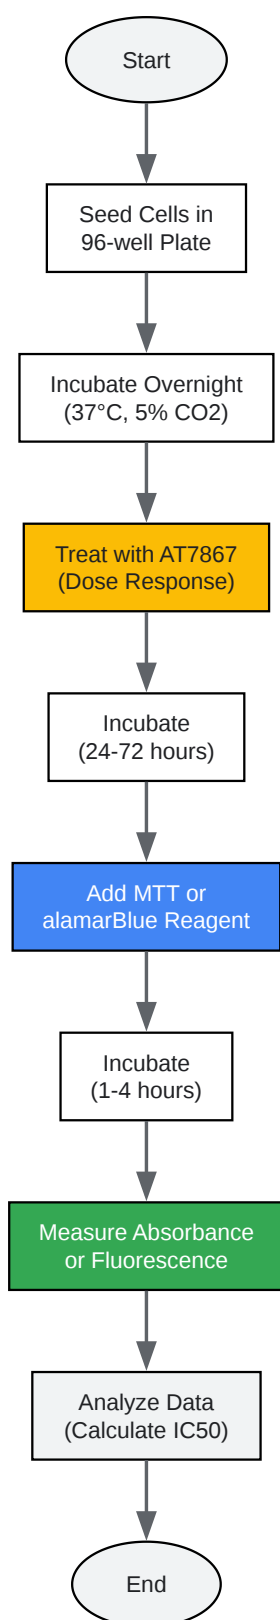 Start
Seed Cells in
96-well Plate
Incubate Overnight
(37°C, 5% CO2)
Treat with AT7867
(Dose Response)
Incubate
(24-72 hours)
Add MTT or
alamarBlue Reagent
Incubate
(1-4 hours)
Measure Absorbance
or Fluorescence
Analyze Data
(Calculate IC50)
End